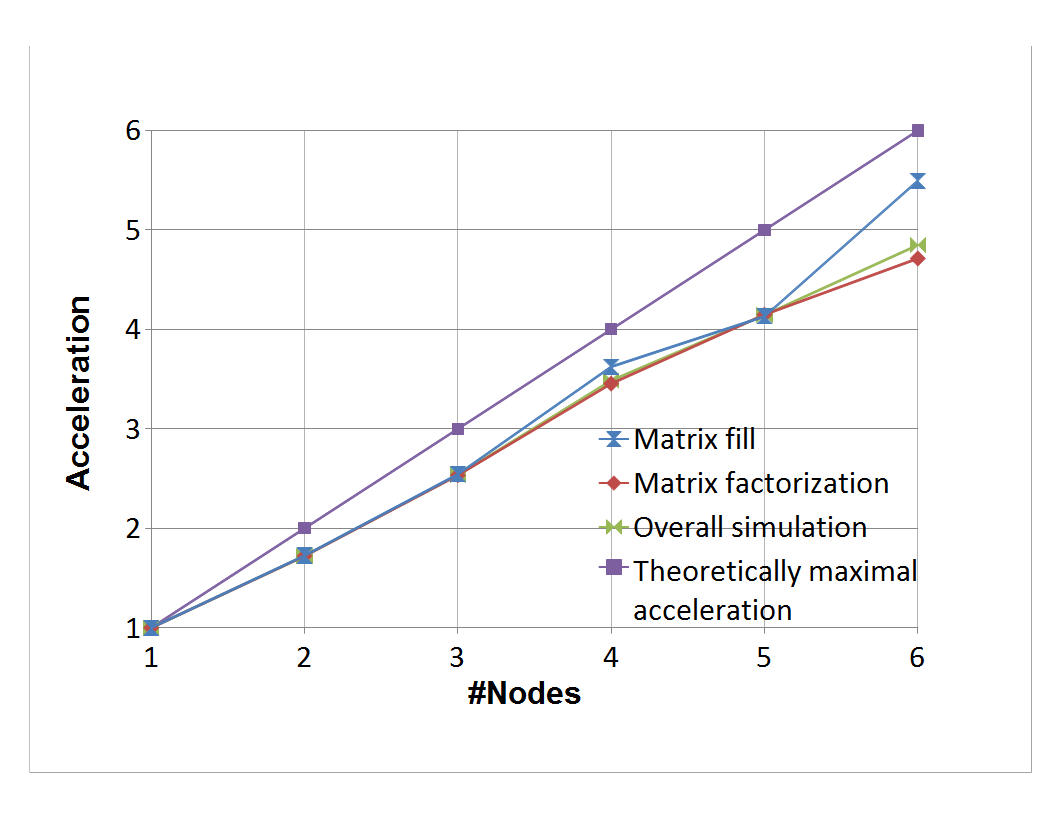 6
5
4
3
2
1
Acceleration
Matrix fill
Matrix factorization
Overall simulation
Theoretically maximal
acceleration
1 2 3 4 5 6
#Nodes